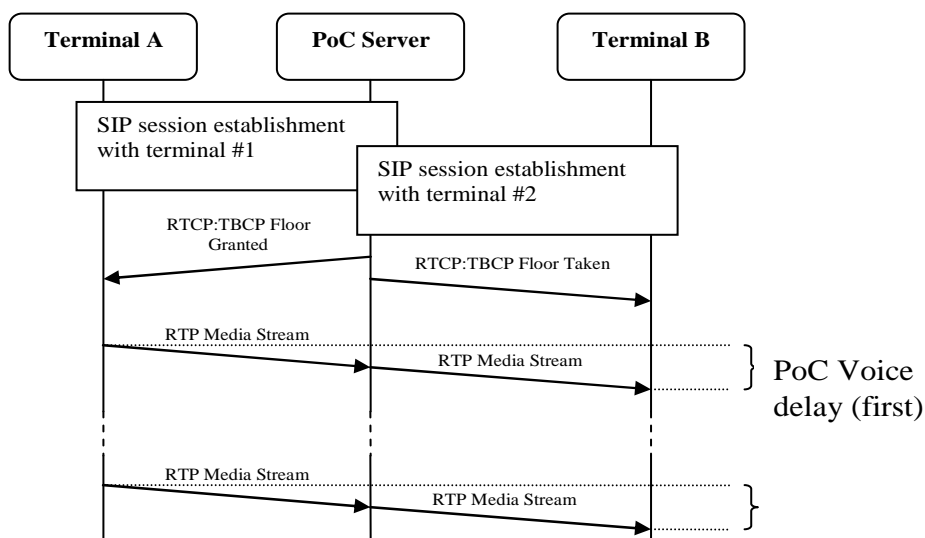 Terminal A
PoC Server
Terminal B
SIP session establishment
with terminal #1
SIP session establishment
with terminal #2
RTCP:TBCP Floor
Granted
RTCP:TBCP Floor Taken
RTP Media Stream
RTP Media Stream
PoC Voice
delay (first)
RTP Media Stream
RTP Media Stream